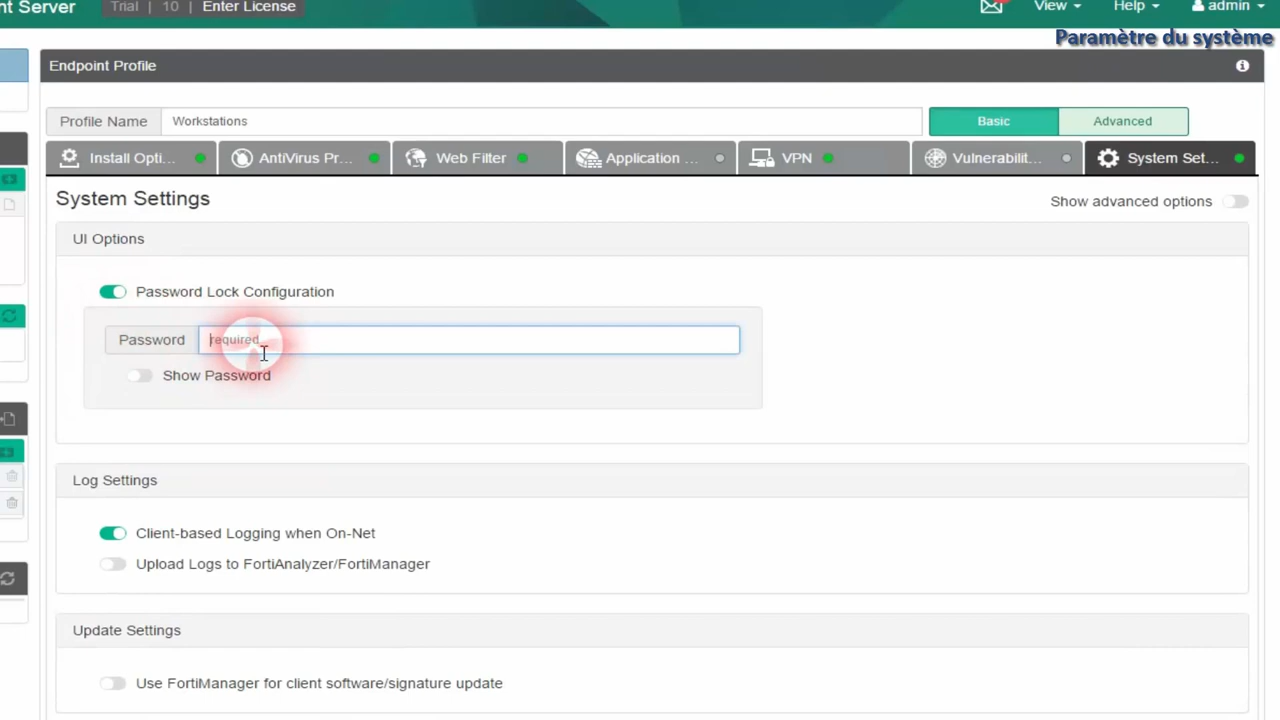 nt Server Trial | 10 | Enter License View Help admin
Paramètre du système
Endpoint Profile
Profile Name Workstations Basic Advanced
Install Opti... AntiVirus Pr... Web Filter Application ... VPN Vulnerabilit... System Set...
System Settings Show advanced options
UI Options
Password Lock Configuration
Password required
Show Password
Log Settings
Client-based Logging when On-Net
Upload Logs to FortiAnalyzer/FortiManager
Update Settings
Use FortiManager for client software/signature update